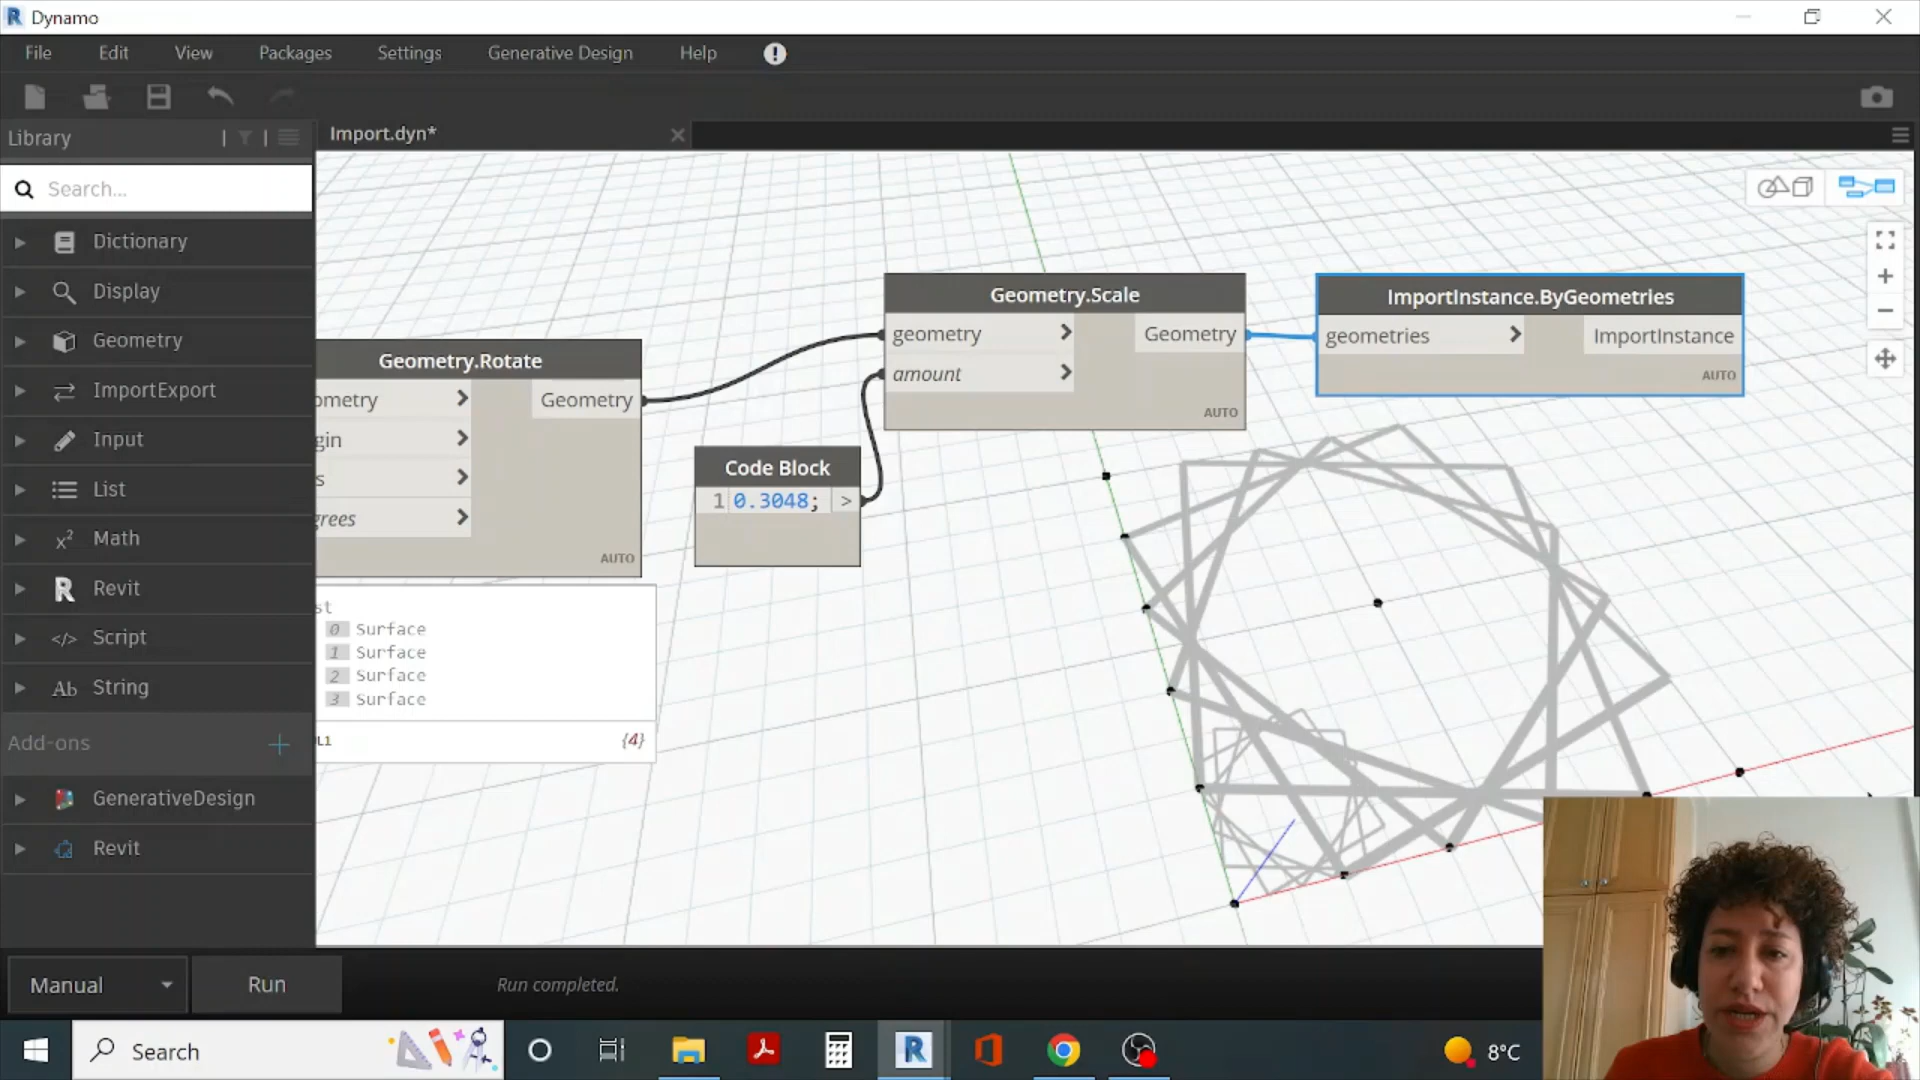 Dynamo
File Edit View Packages Settings Generative Design Help
Library
Import.dyn*
Search...
Dictionary
Display
Geometry
ImportExport
Input
List
Math
Revit
Script
String
Add-ons
GenerativeDesign
Revit
Geometry.Rotate
ometry > Geometry
gin >
s >
grees >
AUTO
st
0 Surface
1 Surface
2 Surface
3 Surface
L1 {4}
Code Block
1 0.3048; >
Geometry.Scale
geometry > Geometry
amount >
AUTO
ImportInstance.ByGeometries
geometries > ImportInstance
AUTO
Manual Run Run completed.
Search
8°C